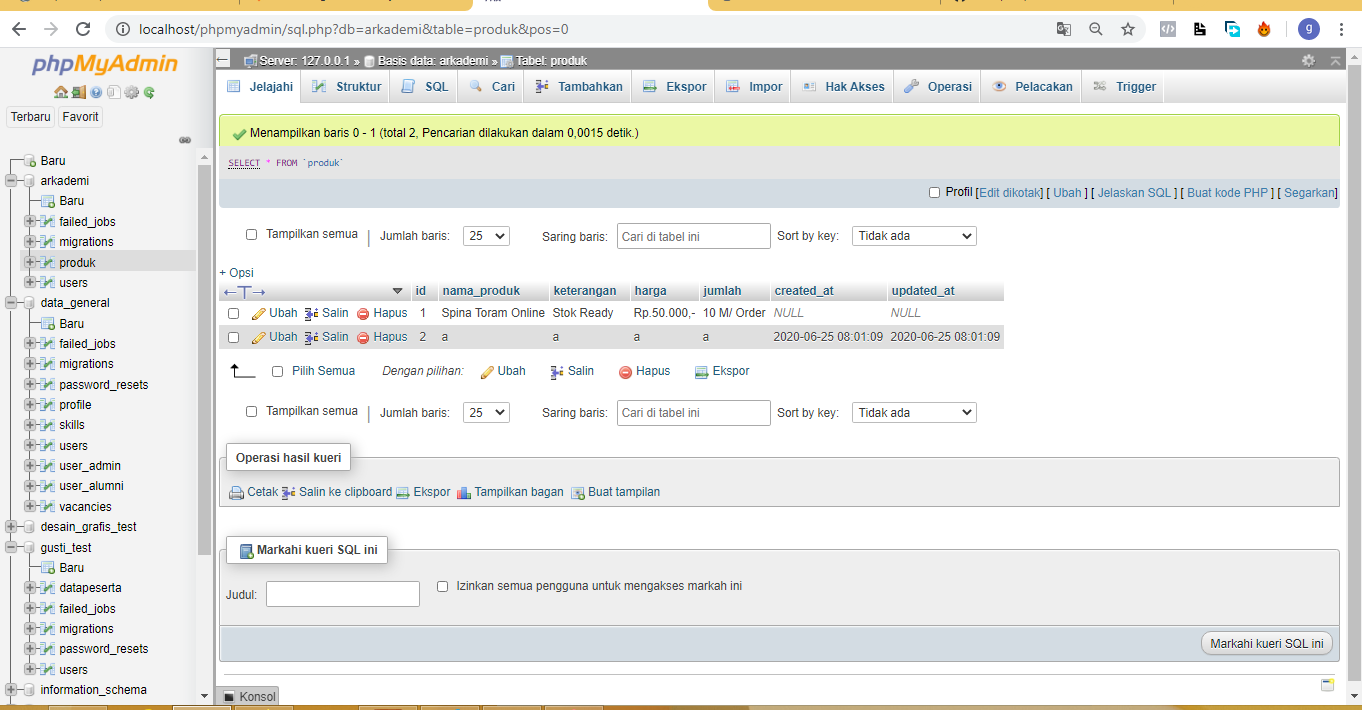 localhost/phpmyadmin/sql.php?db=arkademi&table=produk&pos=0
g
phpMyAdmin
Terbaru Favorit
Baru
arkademi
Baru
failed_jobs
migrations
produk
users
data_general
Baru
failed_jobs
migrations
password_resets
profile
skills
users
user_admin
user_alumni
vacancies
desain_grafis_test
gusti_test
Baru
datapeserta
failed_jobs
migrations
password_resets
users
information_schema
Server: 127.0.0.1 » Basis data: arkademi » Tabel: produk
Jelajahi Struktur SQL Cari Tambahkan Ekspor Impor Hak Akses Operasi Pelacakan Trigger
Menampilkan baris 0 - 1 (total 2, Pencarian dilakukan dalam 0,0015 detik.)
SELECT * FROM `produk`
Profil [Edit dikotak] [ Ubah ] [ Jelaskan SQL ] [ Buat kode PHP ] [ Segarkan]
Tampilkan semua | Jumlah baris: 25 Saring baris: Cari di tabel ini Sort by key: Tidak ada
+ Opsi
←T→ id nama_produk keterangan harga jumlah created_at updated_at
Ubah Salin Hapus 1 Spina Toram Online Stok Ready Rp.50.000,- 10 M/ Order NULL NULL
Ubah Salin Hapus 2 a a a a 2020-06-25 08:01:09 2020-06-25 08:01:09
Pilih Semua Dengan pilihan: Ubah Salin Hapus Ekspor
Tampilkan semua | Jumlah baris: 25 Saring baris: Cari di tabel ini Sort by key: Tidak ada
Operasi hasil kueri
Cetak Salin ke clipboard Ekspor Tampilkan bagan Buat tampilan
Markahi kueri SQL ini
Judul: Izinkan semua pengguna untuk mengakses markah ini
Markahi kueri SQL ini
Konsol